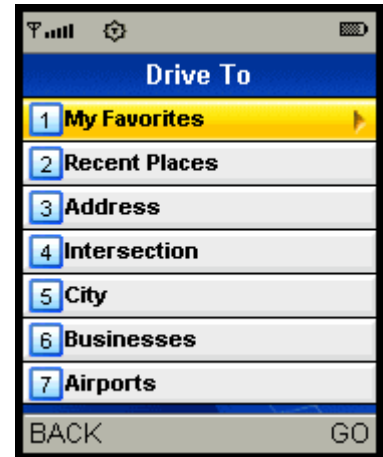 Drive To
1 My Favorites
2 Recent Places
3 Address
4 Intersection
5 City
6 Businesses
7 Airports
BACK GO